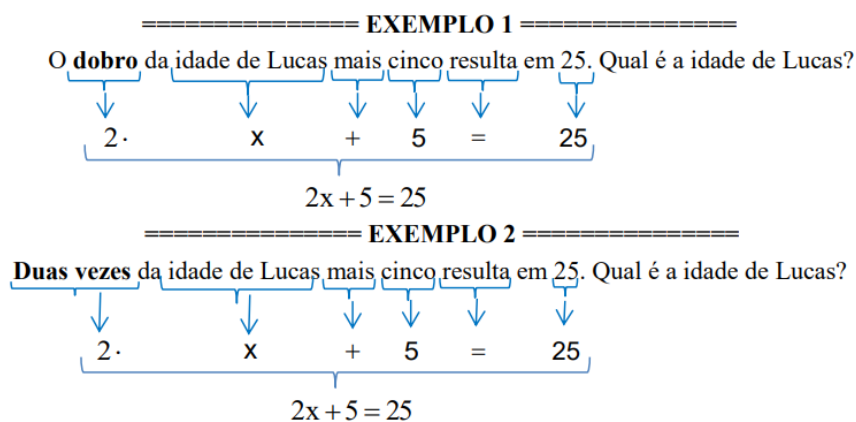 =============== EXEMPLO 1 ===============
O dobro da idade de Lucas mais cinco resulta em 25. Qual é a idade de Lucas?
2· x + 5 = 25
2x + 5 = 25
=============== EXEMPLO 2 ===============
Duas vezes da idade de Lucas mais cinco resulta em 25. Qual é a idade de Lucas?
2· x + 5 = 25
2x + 5 = 25